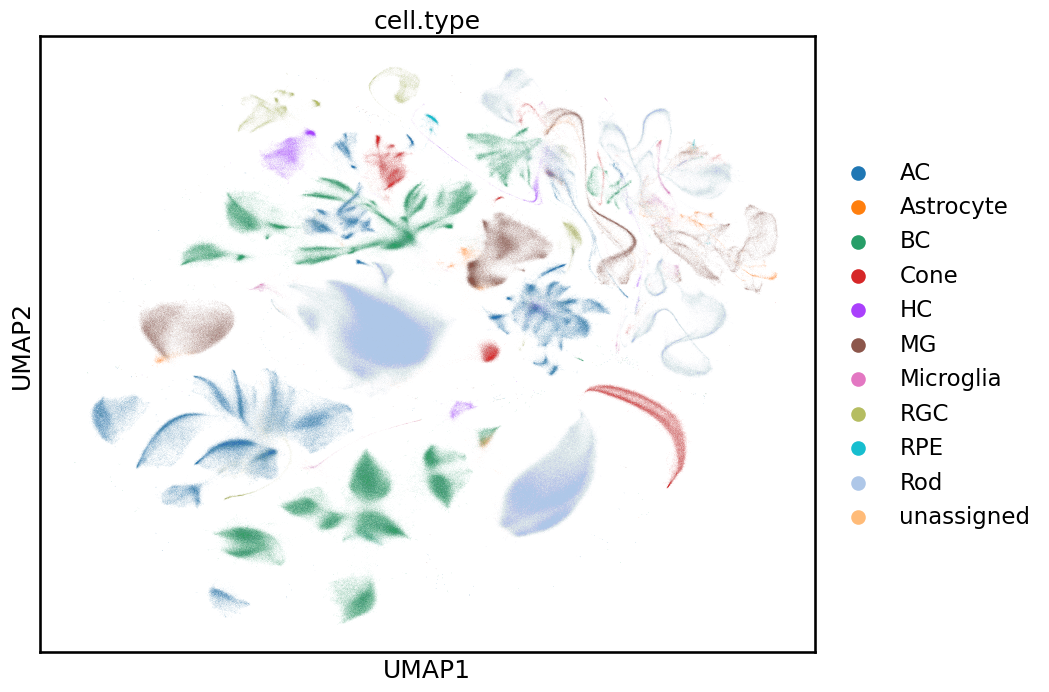 cell.type
UMAP2
UMAP1
AC
Astrocyte
BC
Cone
HC
MG
Microglia
RGC
RPE
Rod
unassigned